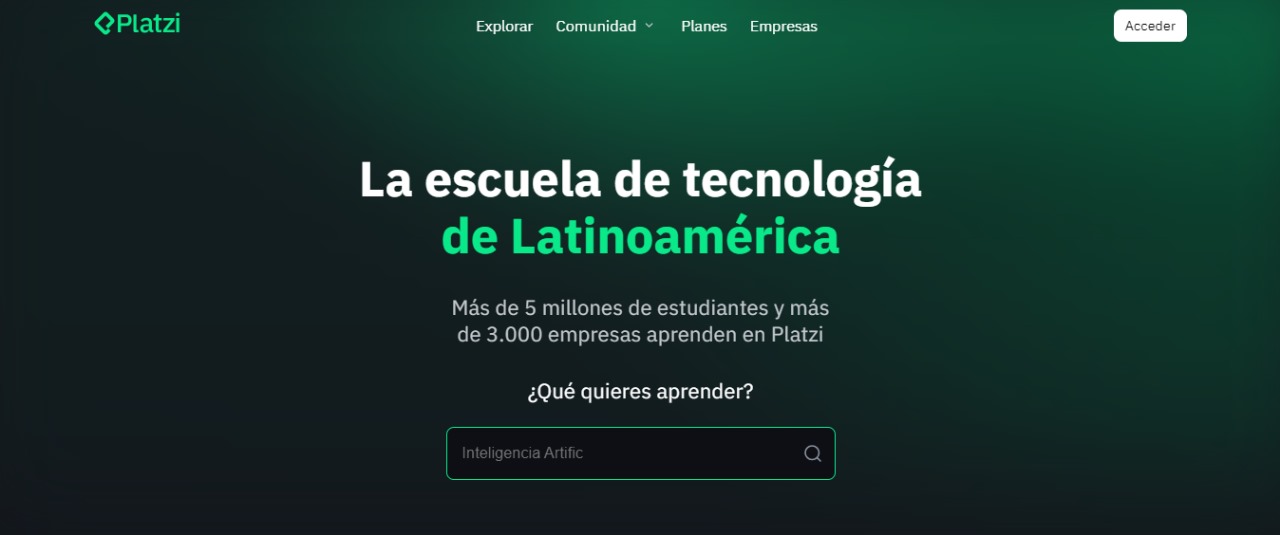 Platzi
Explorar
Comunidad
Planes
Empresas
Acceder
La escuela de tecnología
de Latinoamérica
Más de 5 millones de estudiantes y más
de 3.000 empresas aprenden en Platzi
¿Qué quieres aprender?
Inteligencia Artific